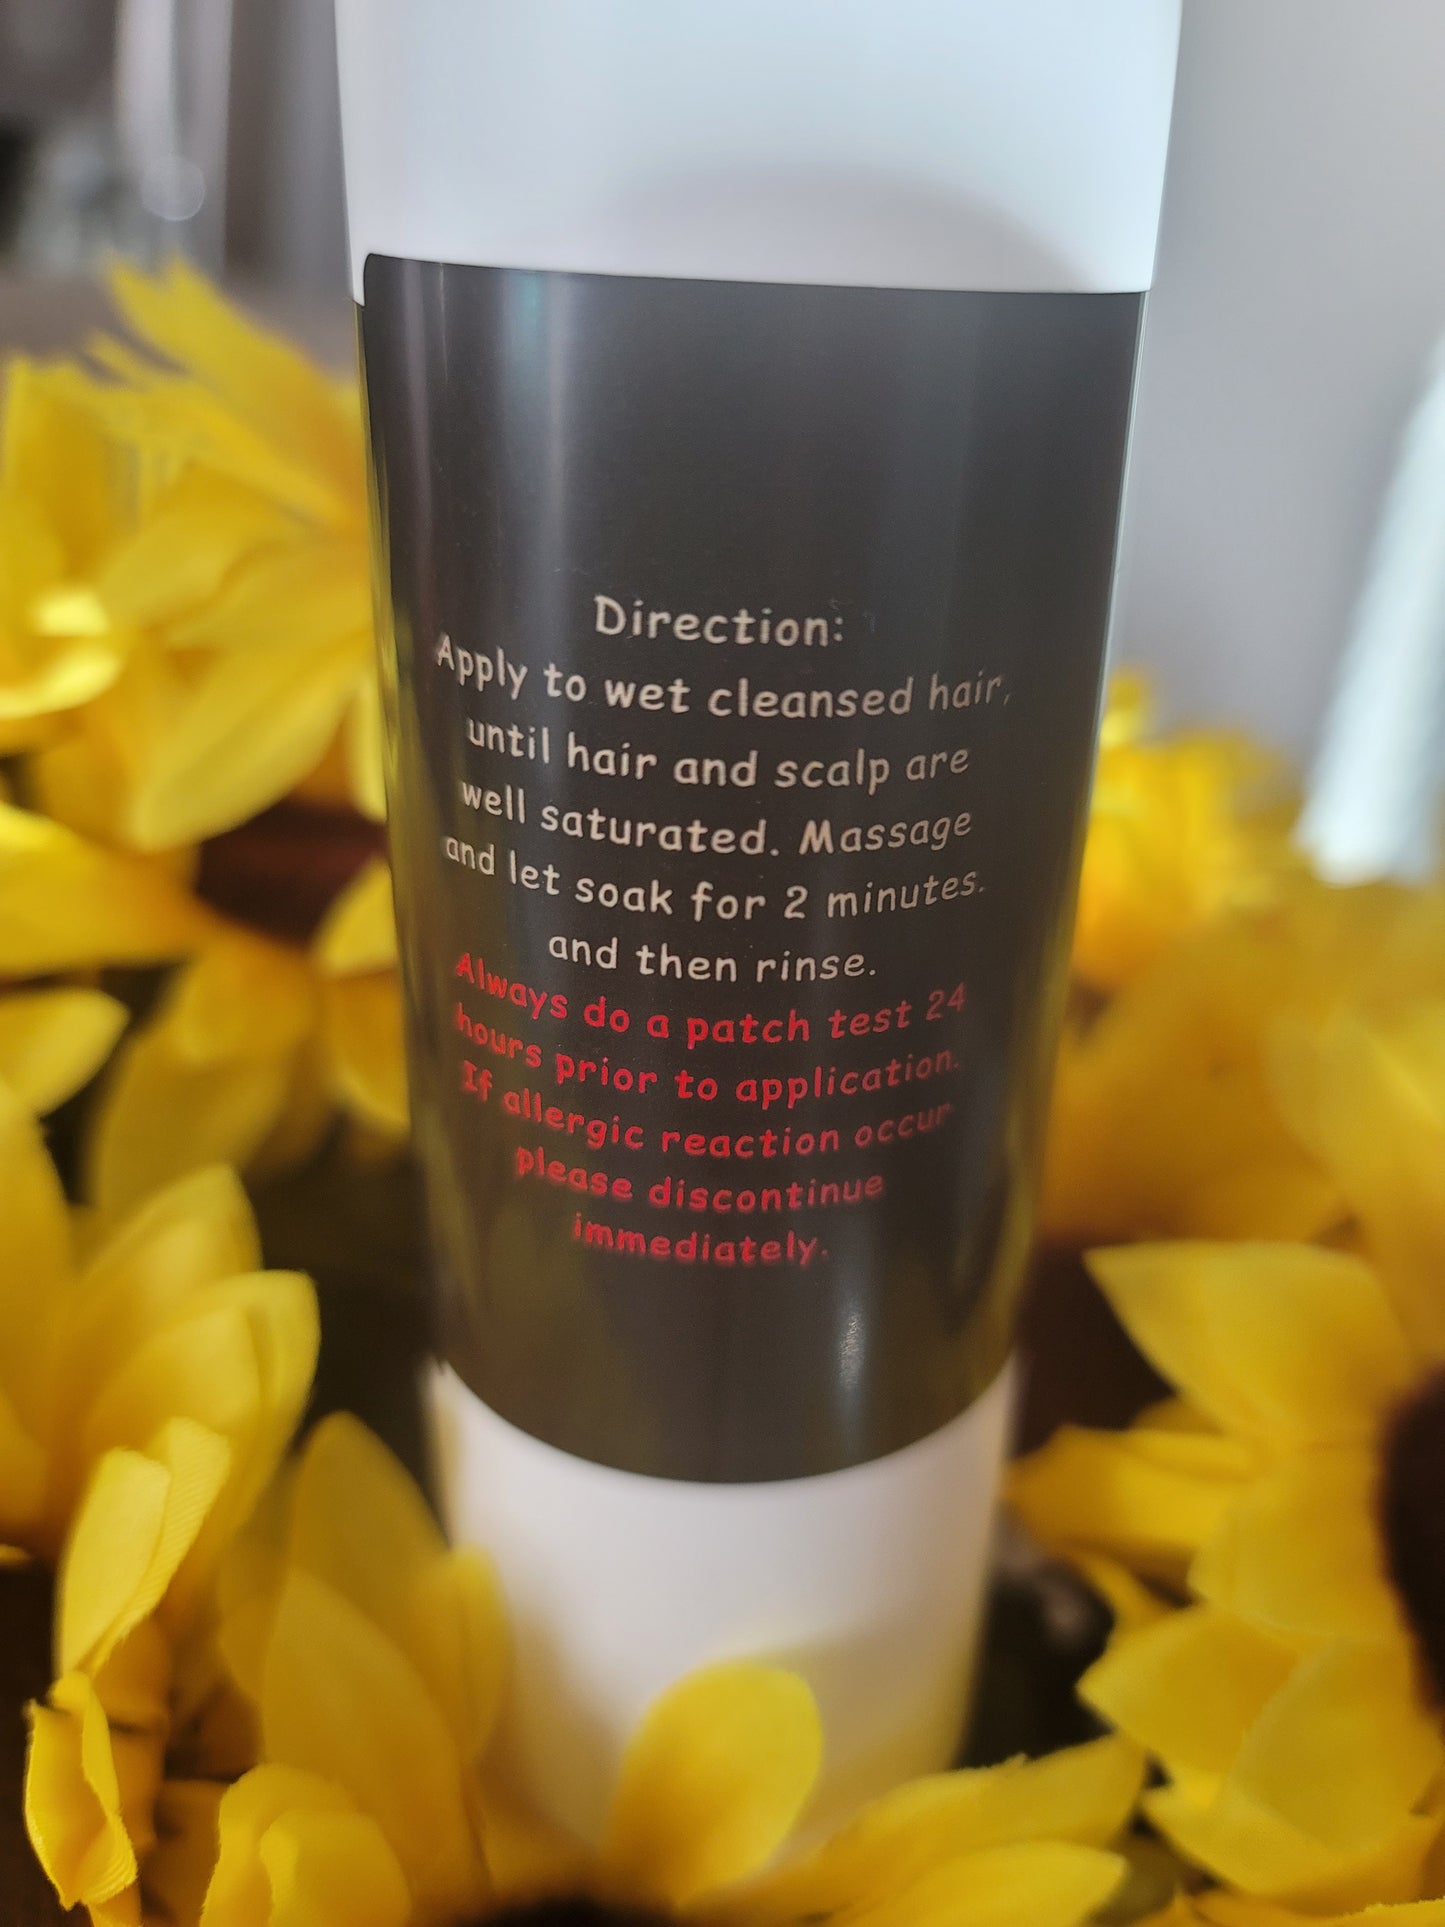 Direction:
Apply to wet cleansed hair,
until hair and scalp are
well saturated. Massage
and let soak for 2 minutes.
and then rinse.
Always do a patch test 24
hours prior to application.
If allergic reaction occur
please discontinue
immediately.